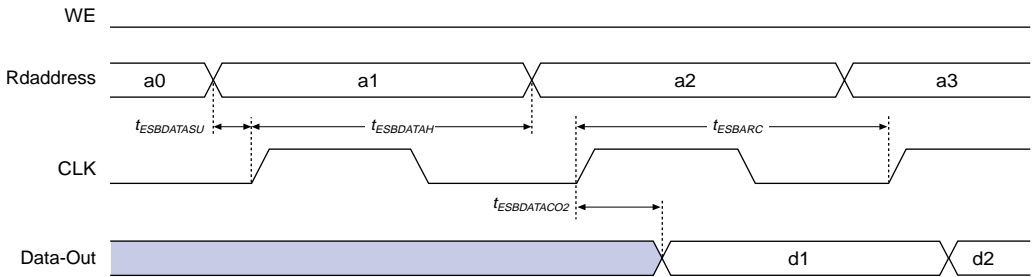 WE
Rdaddress a0 a1 a2 a3
tESBDATASU tESBDATAH tESBARC
CLK
tESBDATACO2
Data-Out d1 d2